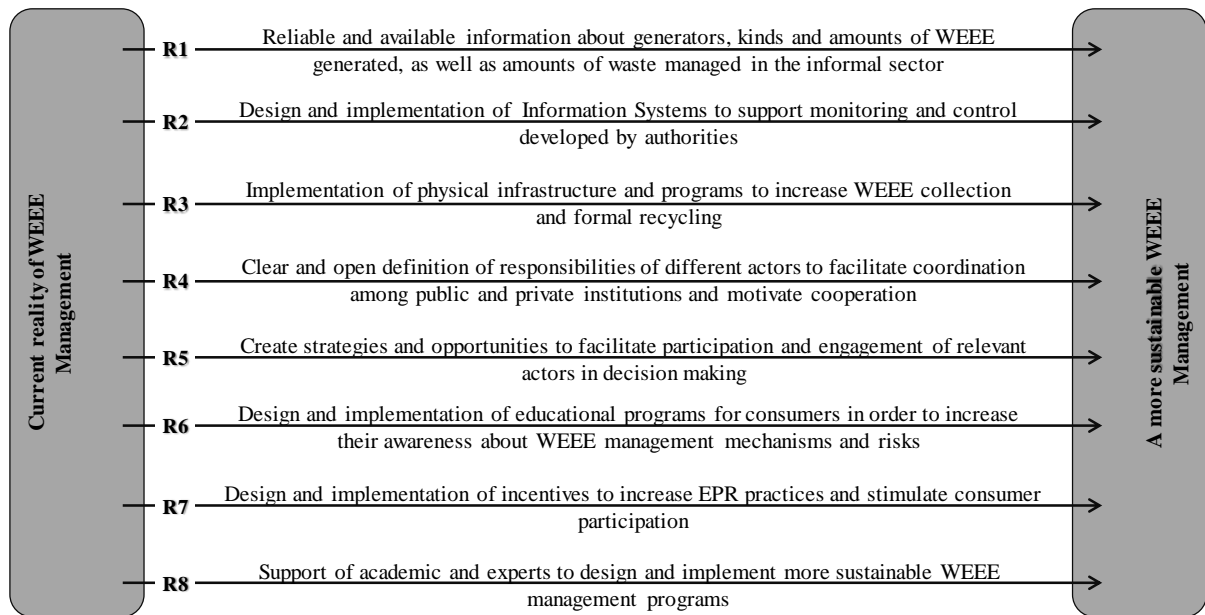 Current reality of WEEE
Management
R1
Reliable and available information about generators, kinds and amounts of WEEE
generated, as well as amounts of waste managed in the informal sector
R2
Design and implementation of Information Systems to support monitoring and control
developed by authorities
R3
Implementation of physical infrastructure and programs to increase WEEE collection
and formal recycling
R4
Clear and open definition of responsibilities of different actors to facilitate coordination
among public and private institutions and motivate cooperation
R5
Create strategies and opportunities to facilitate participation and engagement of relevant
actors in decision making
R6
Design and implementation of educational programs for consumers in order to increase
their awareness about WEEE management mechanisms and risks
R7
Design and implementation of incentives to increase EPR practices and stimulate consumer
participation
R8
Support of academic and experts to design and implement more sustainable WEEE
management programs
A more sustainable WEEE
Management